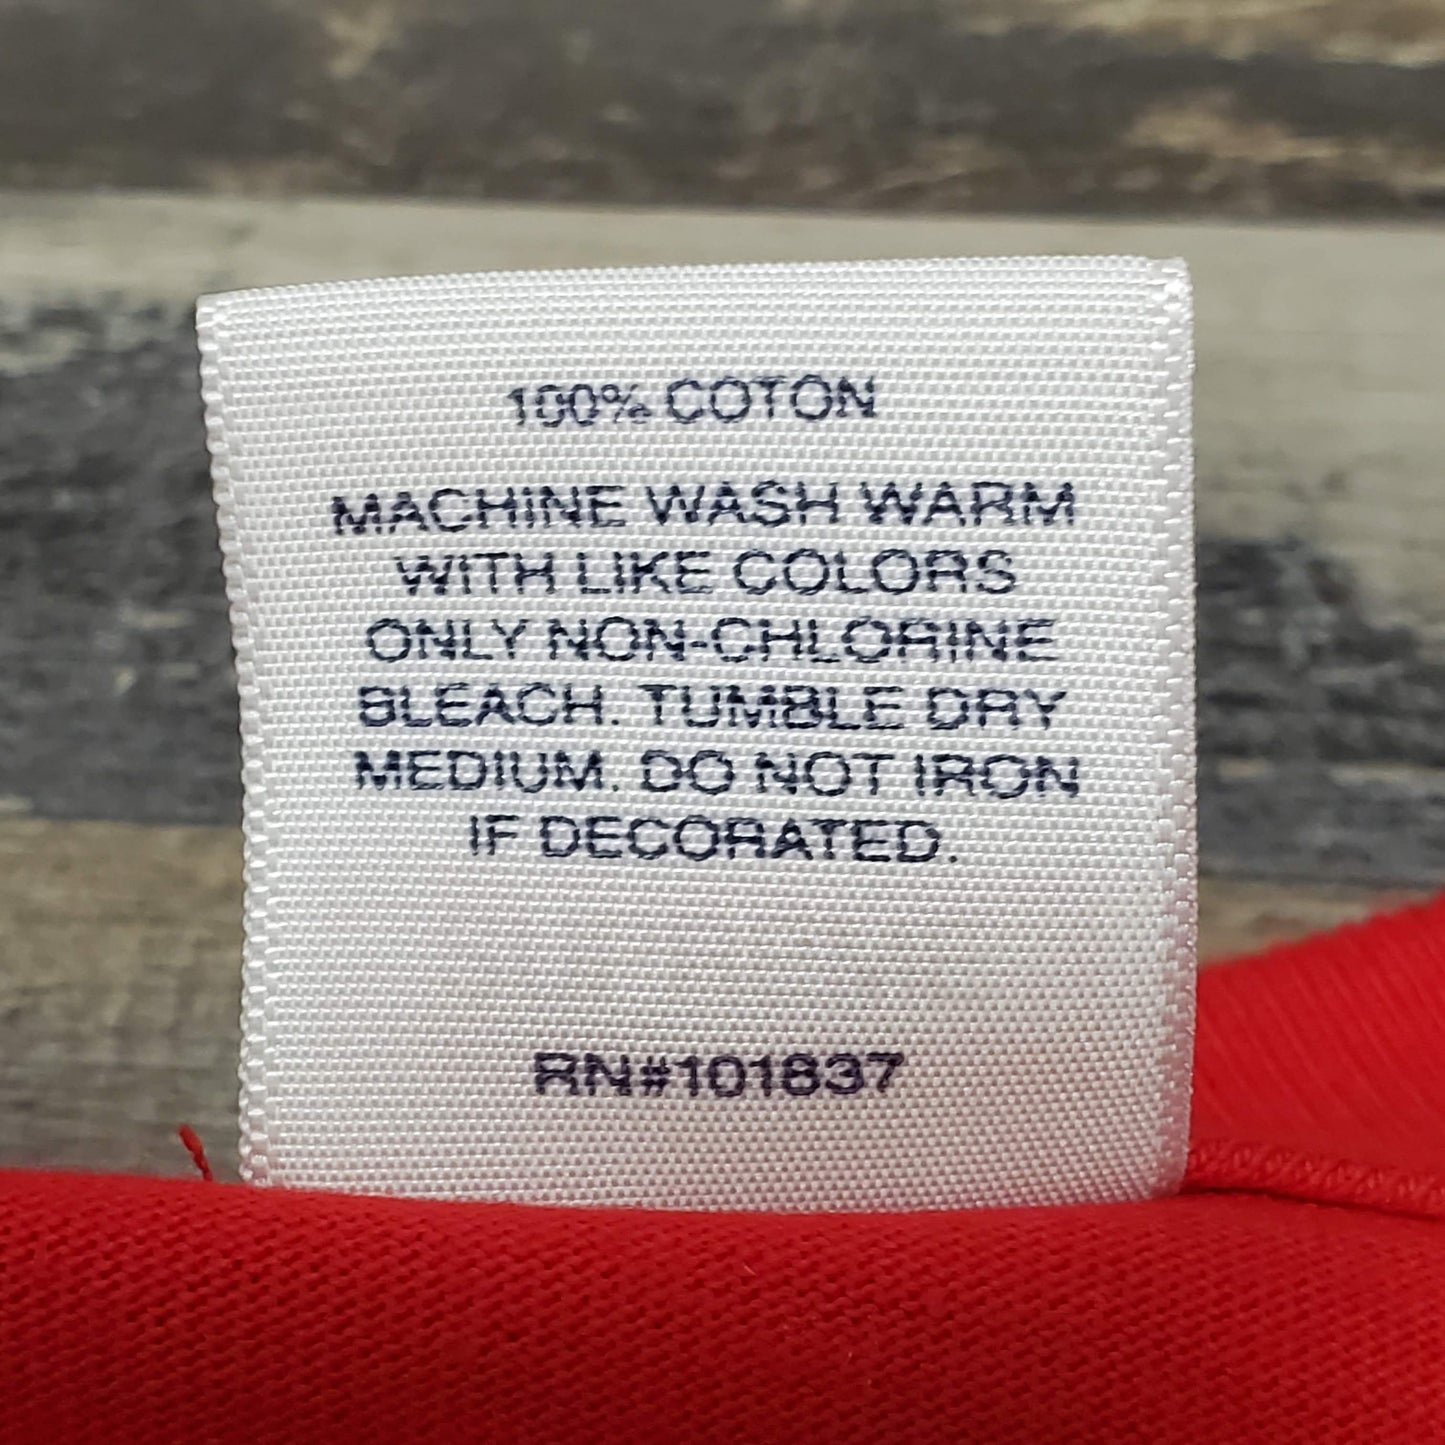 100% COTON
MACHINE WASH WARM
WITH LIKE COLORS
ONLY NON-CHLORINE
BLEACH. TUMBLE DRY
MEDIUM. DO NOT IRON
IF DECORATED.
RN#101837